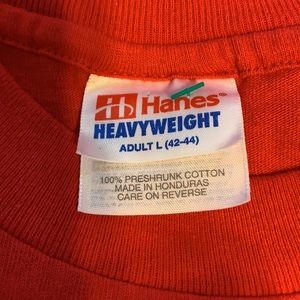 Hanes
HEAVYWEIGHT
ADULT L (42-44)
100% PRESHRUNK COTTON
MADE IN HONDURAS
CARE ON REVERSE